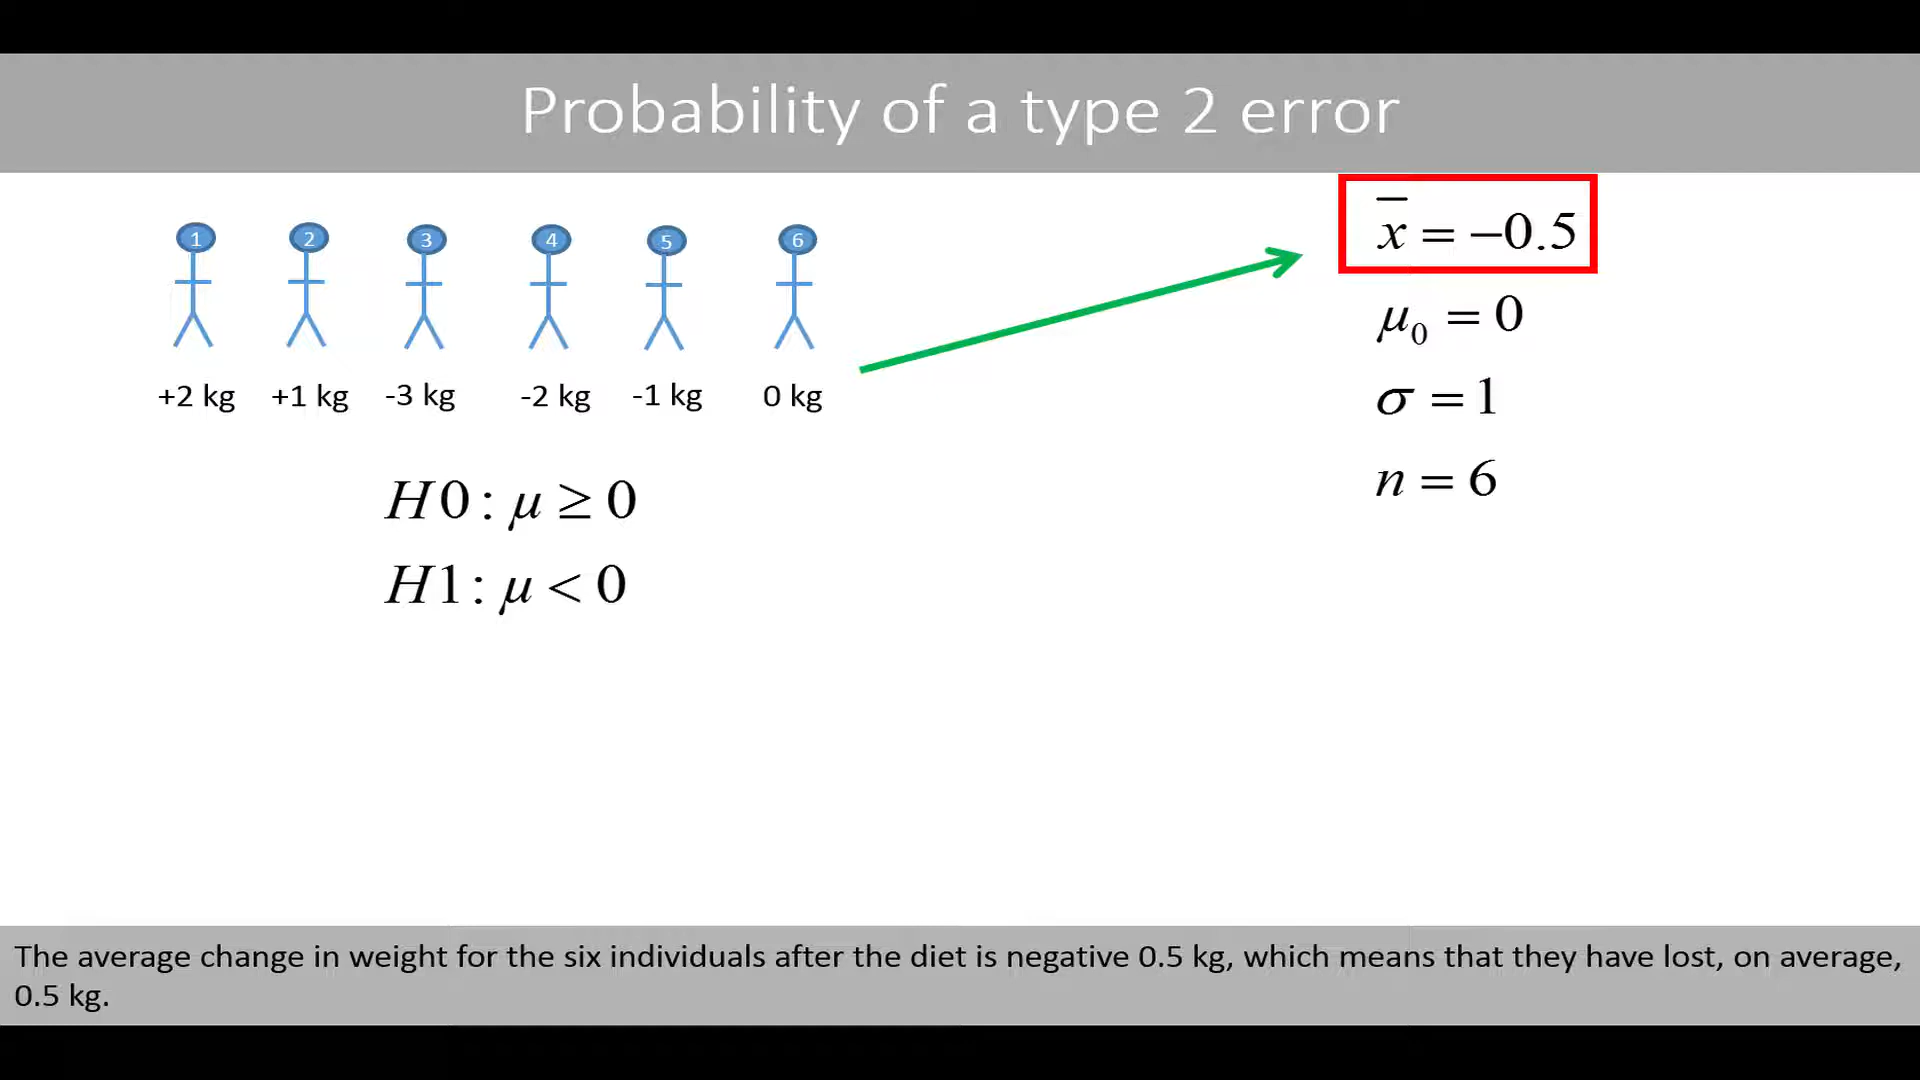 Probability of a type 2 error
1 2 3 4 5 6
+2 kg +1 kg -3 kg -2 kg -1 kg 0 kg
H0: μ ≥ 0
H1: μ < 0
x̄ = −0.5
μ₀ = 0
σ = 1
n = 6
The average change in weight for the six individuals after the diet is negative 0.5 kg, which means that they have lost, on average,
0.5 kg.